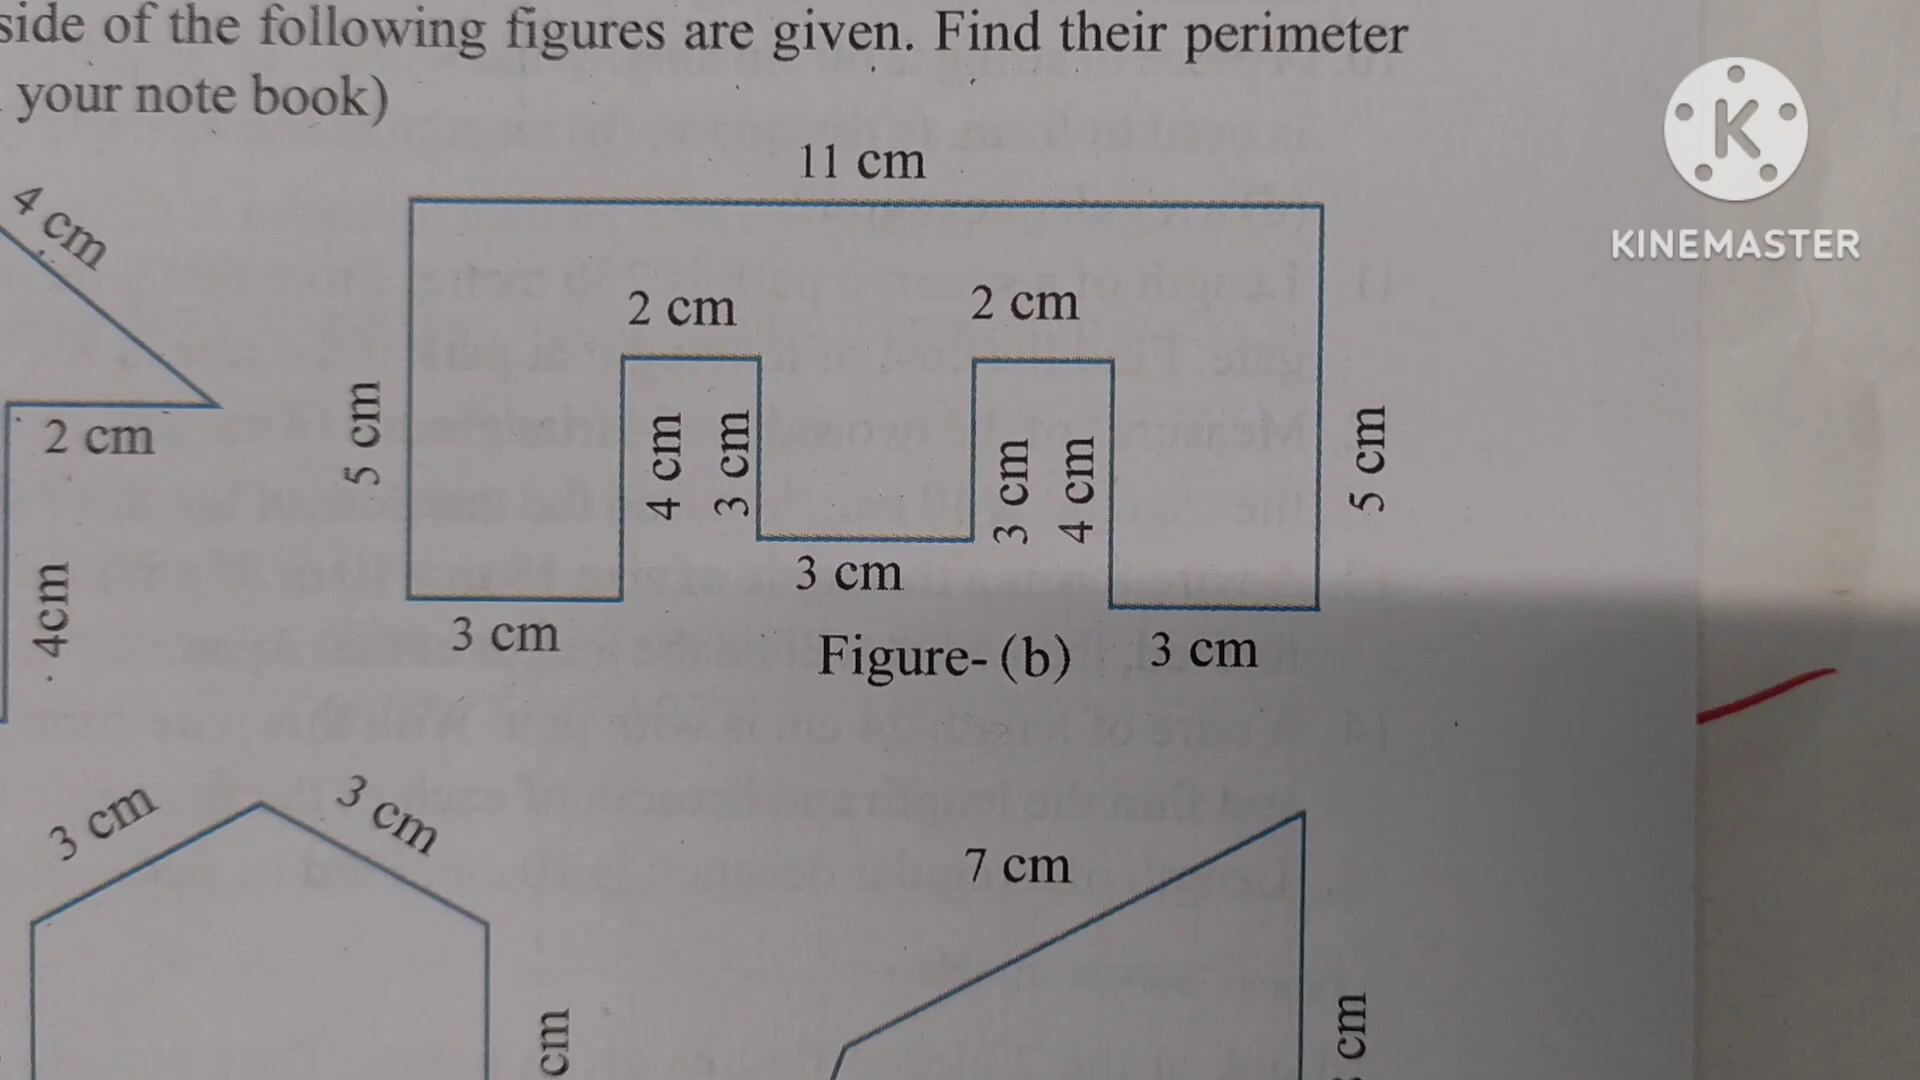 side of the following figures are given. Find their perimeter
your note book)
11 cm
K
KINEMASTER
4 cm
2 cm
2 cm
5 cm
4 cm
3 cm
3 cm
4 cm
5 cm
2 cm
3 cm
4cm
3 cm
Figure- (b)
3 cm
3 cm
3 cm
7 cm
cm
cm